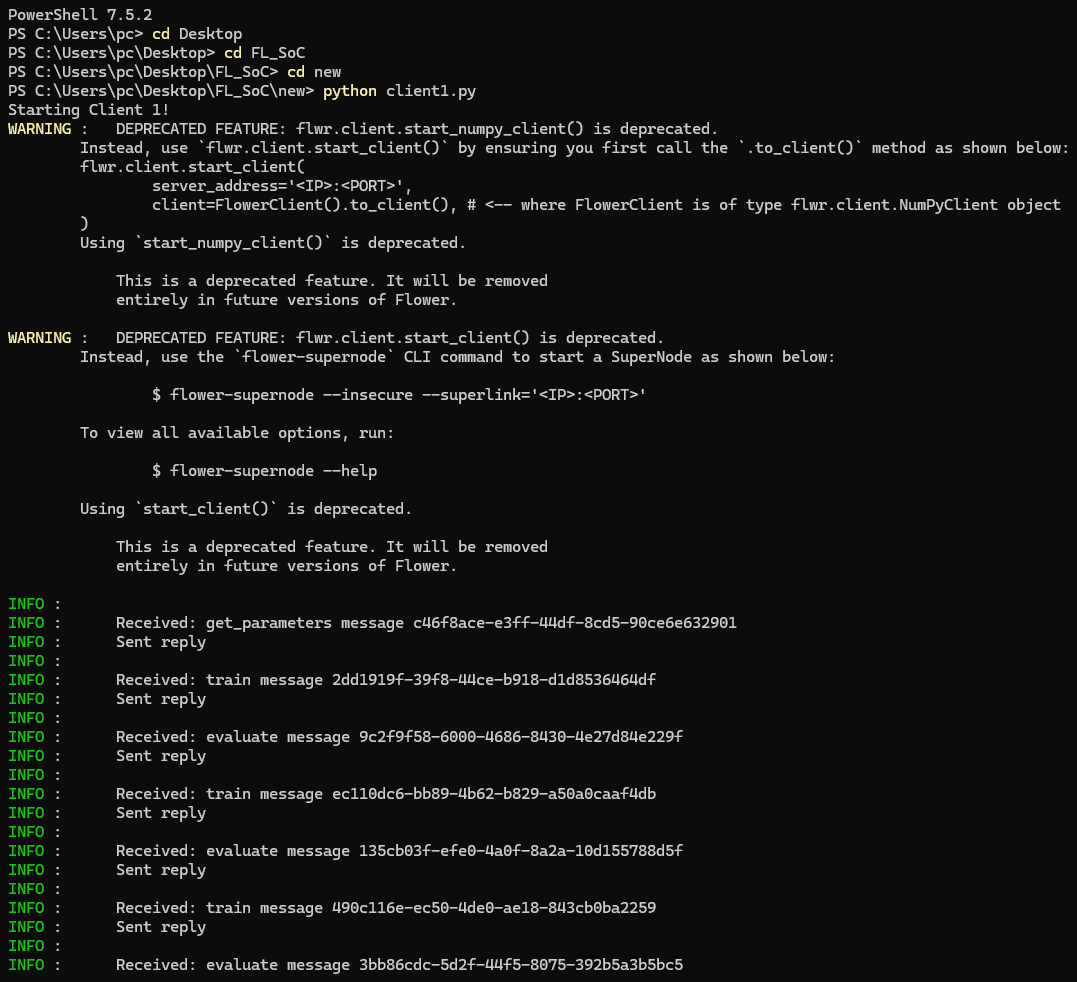 PowerShell 7.5.2
PS C:\Users\pc> cd Desktop
PS C:\Users\pc\Desktop> cd FL_SoC
PS C:\Users\pc\Desktop\FL_SoC> cd new
PS C:\Users\pc\Desktop\FL_SoC\new> python client1.py
Starting Client 1!
WARNING :   DEPRECATED FEATURE: flwr.client.start_numpy_client() is deprecated.
        Instead, use `flwr.client.start_client()` by ensuring you first call the `.to_client()` method as shown below:
        flwr.client.start_client(
                server_address='<IP>:<PORT>',
                client=FlowerClient().to_client(), # <-- where FlowerClient is of type flwr.client.NumPyClient object
        )
        Using `start_numpy_client()` is deprecated.

            This is a deprecated feature. It will be removed
            entirely in future versions of Flower.

WARNING :   DEPRECATED FEATURE: flwr.client.start_client() is deprecated.
        Instead, use the `flower-supernode` CLI command to start a SuperNode as shown below:

                $ flower-supernode --insecure --superlink='<IP>:<PORT>'

        To view all available options, run:

                $ flower-supernode --help

        Using `start_client()` is deprecated.

            This is a deprecated feature. It will be removed
            entirely in future versions of Flower.

INFO :
INFO :      Received: get_parameters message c46f8ace-e3ff-44df-8cd5-90ce6e632901
INFO :      Sent reply
INFO :
INFO :      Received: train message 2dd1919f-39f8-44ce-b918-d1d8536464df
INFO :      Sent reply
INFO :
INFO :      Received: evaluate message 9c2f9f58-6000-4686-8430-4e27d84e229f
INFO :      Sent reply
INFO :
INFO :      Received: train message ec110dc6-bb89-4b62-b829-a50a0caaf4db
INFO :      Sent reply
INFO :
INFO :      Received: evaluate message 135cb03f-efe0-4a0f-8a2a-10d155788d5f
INFO :      Sent reply
INFO :
INFO :      Received: train message 490c116e-ec50-4de0-ae18-843cb0ba2259
INFO :      Sent reply
INFO :
INFO :      Received: evaluate message 3bb86cdc-5d2f-44f5-8075-392b5a3b5bc5